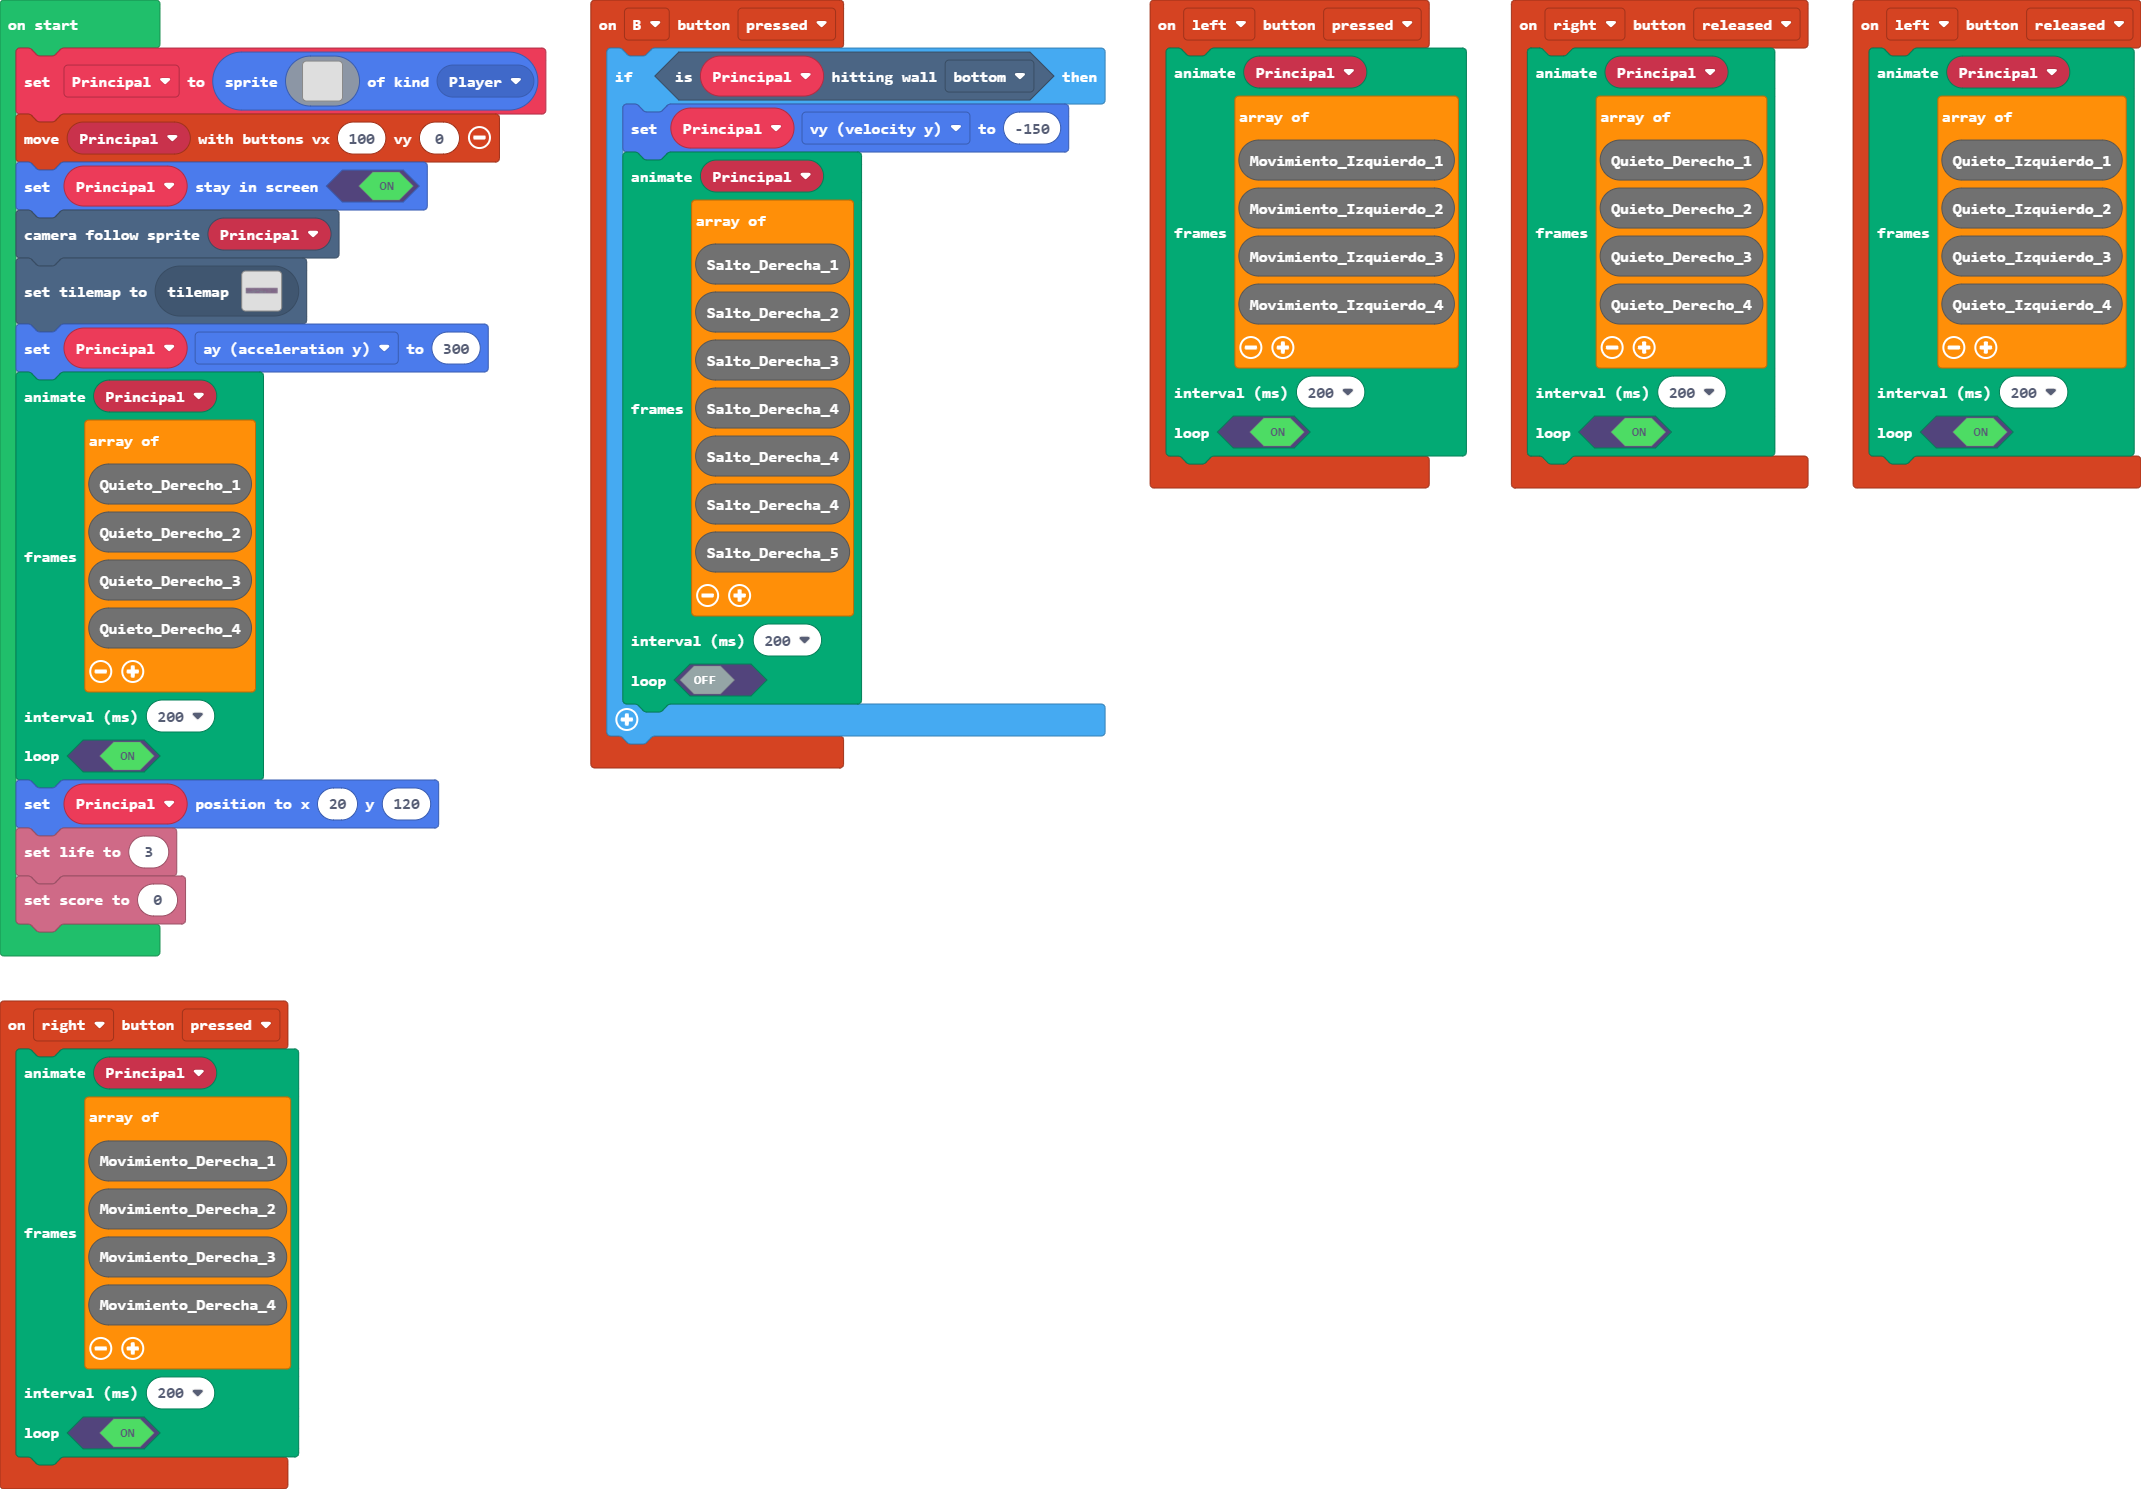 on start
set Principal to sprite of kind Player
move Principal with buttons vx 100 vy 0
set Principal stay in screen ON
camera follow sprite Principal
set tilemap to tilemap
set Principal ay (acceleration y) to 300
animate Principal
frames
array of
Quieto_Derecho_1
Quieto_Derecho_2
Quieto_Derecho_3
Quieto_Derecho_4
interval (ms) 200
loop ON
set Principal position to x 20 y 120
set life to 3
set score to 0
on B button pressed
if is Principal hitting wall bottom then
set Principal vy (velocity y) to -150
animate Principal
frames
array of
Salto_Derecha_1
Salto_Derecha_2
Salto_Derecha_3
Salto_Derecha_4
Salto_Derecha_4
Salto_Derecha_4
Salto_Derecha_5
interval (ms) 200
loop OFF
on left button pressed
animate Principal
frames
array of
Movimiento_Izquierdo_1
Movimiento_Izquierdo_2
Movimiento_Izquierdo_3
Movimiento_Izquierdo_4
interval (ms) 200
loop ON
on right button released
animate Principal
frames
array of
Quieto_Derecho_1
Quieto_Derecho_2
Quieto_Derecho_3
Quieto_Derecho_4
interval (ms) 200
loop ON
on left button released
animate Principal
frames
array of
Quieto_Izquierdo_1
Quieto_Izquierdo_2
Quieto_Izquierdo_3
Quieto_Izquierdo_4
interval (ms) 200
loop ON
on right button pressed
animate Principal
frames
array of
Movimiento_Derecha_1
Movimiento_Derecha_2
Movimiento_Derecha_3
Movimiento_Derecha_4
interval (ms) 200
loop ON